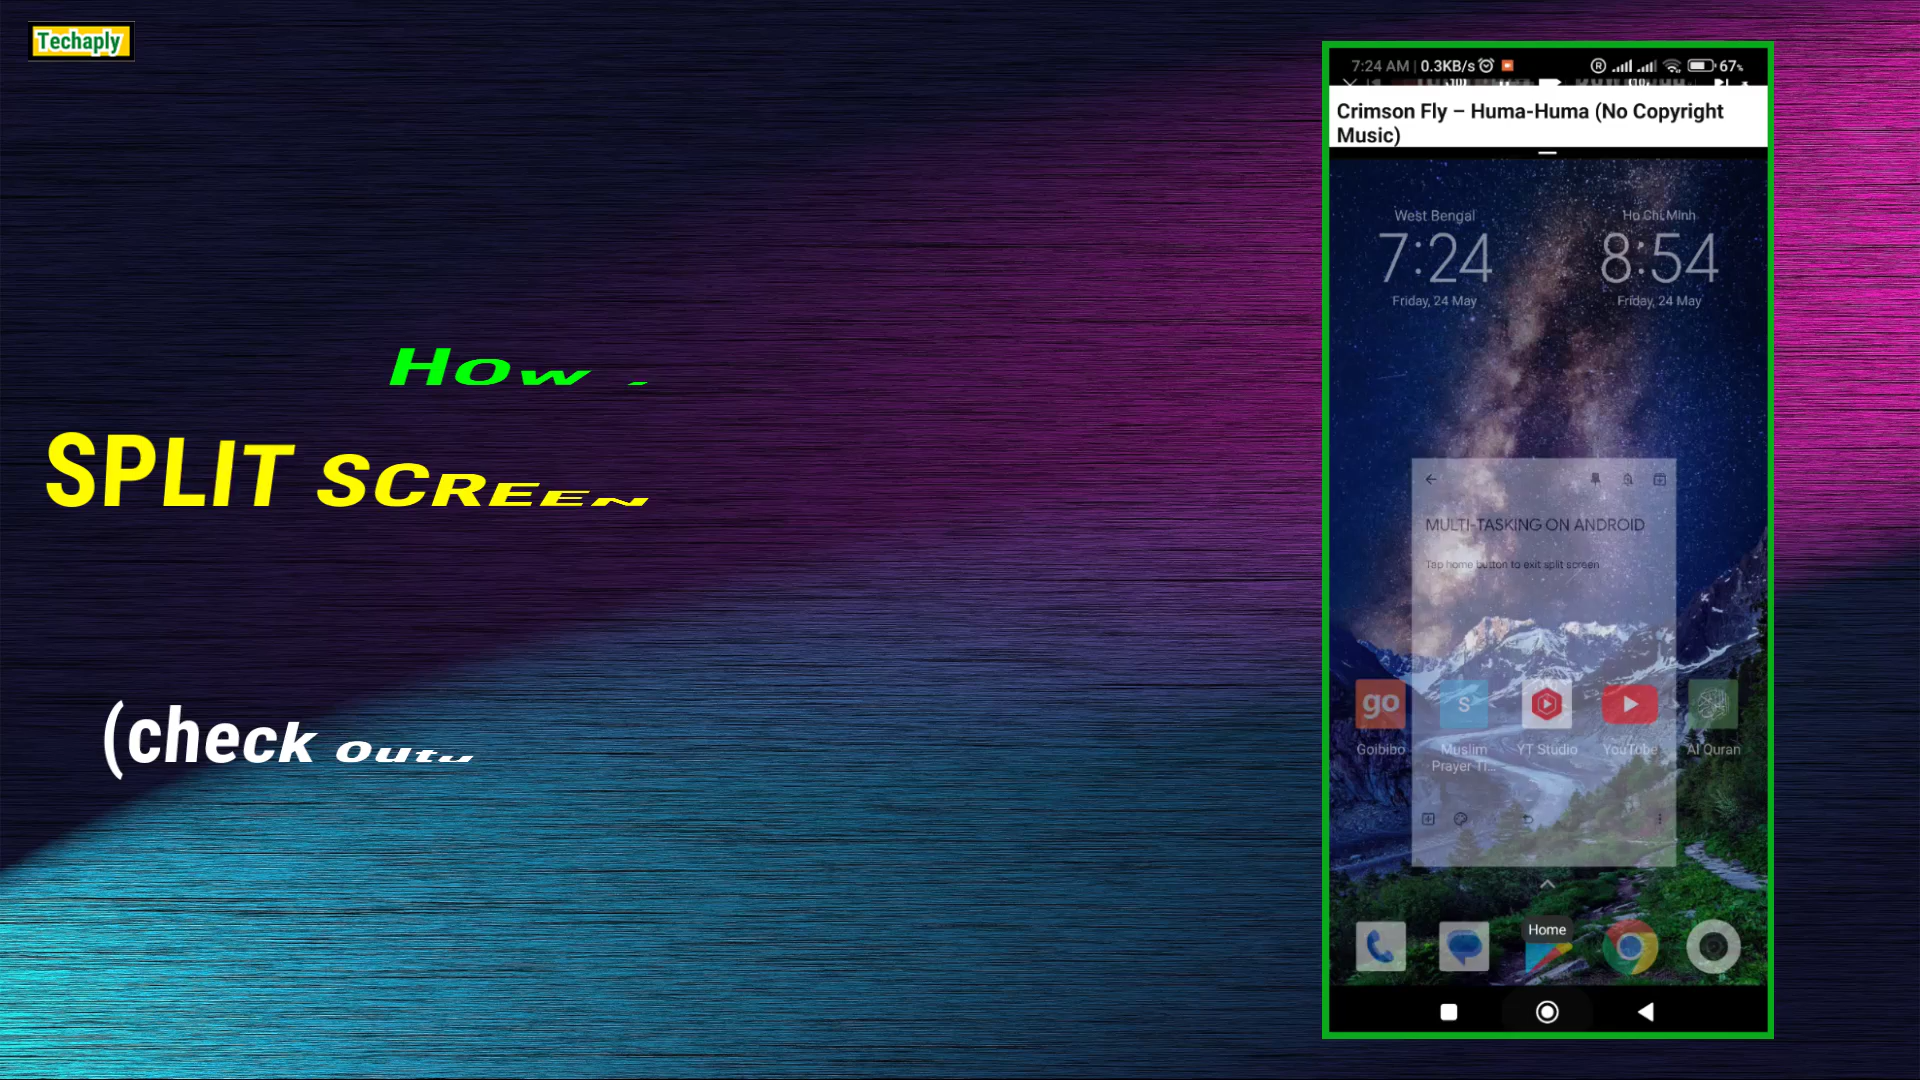 Techaply
How
SPLIT SCREEN
(check out
7:24 AM | 0.3KB/s
R
67%
Crimson Fly – Huma-Huma (No Copyright
Music)
West Bengal
Ho Chi Minh
7:24
8:54
Friday, 24 May
Friday, 24 May
MULTI-TASKING ON ANDROID
Tap home button to exit split screen
go
S
Goibibo
Muslim
Prayer Ti...
YT Studio
YouTube
Al Quran
Home